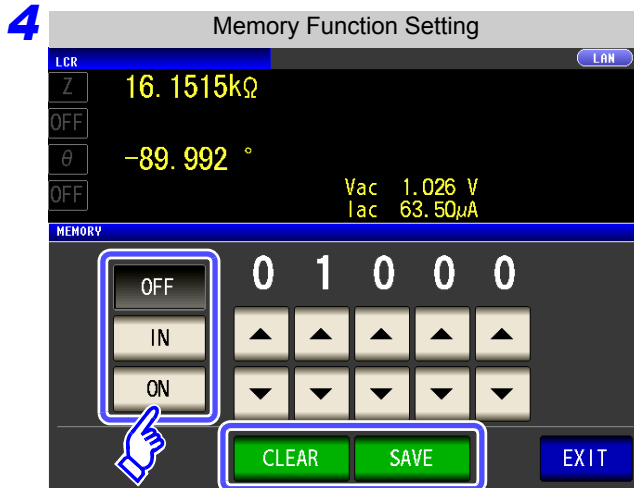 4
Memory Function Setting
LCR
LAN
Z 16.1515kΩ
OFF
θ -89.992 °
OFF
Vac 1.026 V
Iac 63.50μA
MEMORY
OFF 0 1 0 0 0
IN
ON
CLEAR SAVE EXIT